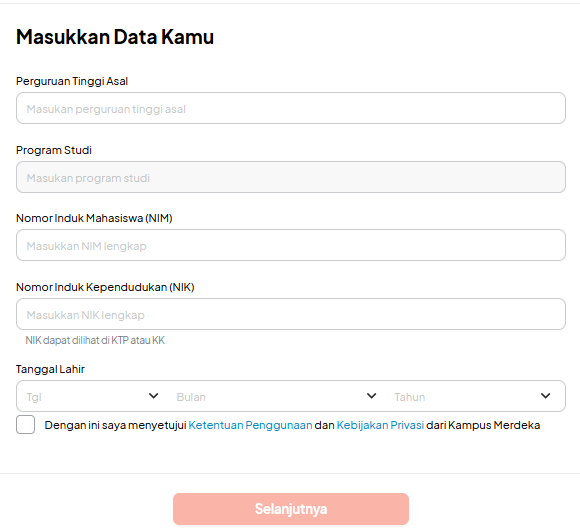 Masukkan Data Kamu
Perguruan Tinggi Asal
Masukan perguruan tinggi asal
Program Studi
Masukan program studi
Nomor Induk Mahasiswa (NIM)
Masukkan NIM lengkap
Nomor Induk Kependudukan (NIK)
Masukkan NIK lengkap
NIK dapat dilihat di KTP atau KK
Tanggal Lahir
Tgl Bulan Tahun
Dengan ini saya menyetujui Ketentuan Penggunaan dan Kebijakan Privasi dari Kampus Merdeka
Selanjutnya